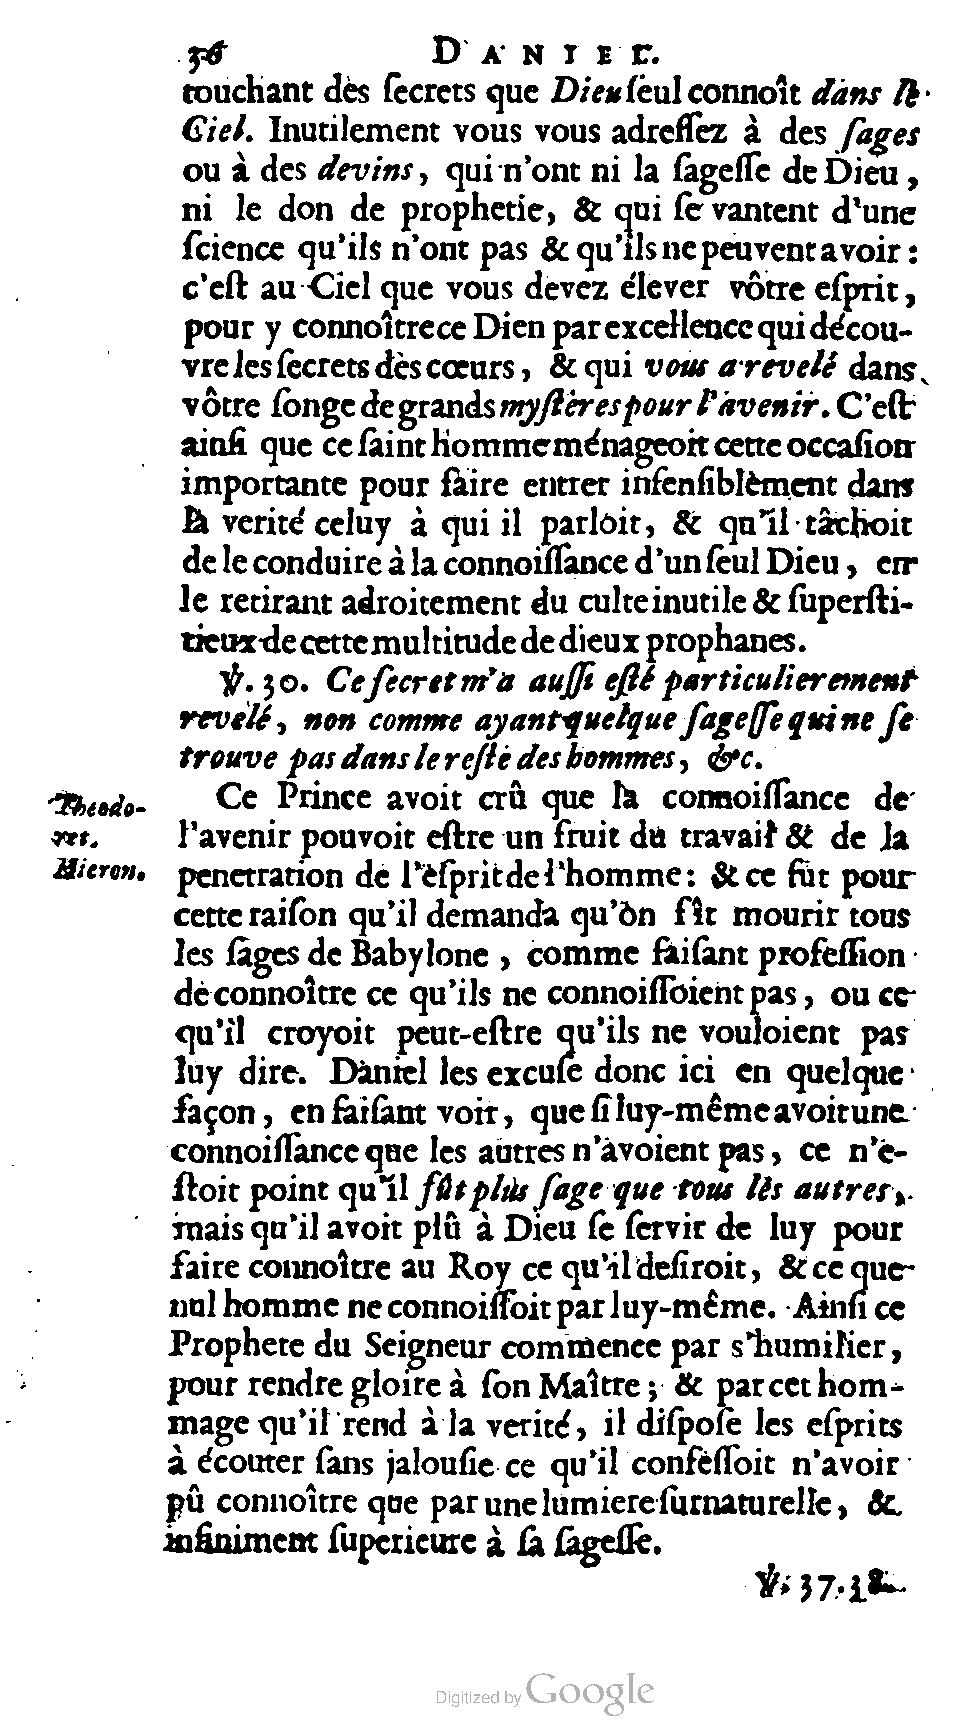 36 DANIEL.
touchant des ſecrets que Dieu ſeul connoît dans le
Ciel. Inutilement vous vous adreſſez à des ſages
ou à des devins, qui n'ont ni la ſageſſe de Dieu,
ni le don de prophetie, & qui ſe vantent d'une
ſcience qu'ils n'ont pas & qu'ils ne peuvent avoir:
c'eſt au Ciel que vous devez élever vôtre eſprit,
pour y connoître ce Dieu par excellence qui décou-
vre les ſecrets des cœurs, & qui vous a revelé dans
vôtre ſonge de grands myſtères pour l'avenir. C'eſt
ainſi que ce ſaint homme ménageoit cette occaſion
importante pour faire entrer inſenſiblement dans
la verité celuy à qui il parloit, & qu'il tâchoit
de le conduire à la connoiſſance d'un ſeul Dieu, en
le retirant adroitement du culte inutile & ſuperſti-
tieux de cette multitude de dieux prophanes.
℣. 30. Ce ſecret m'a auſſi eſté particulierement
revelé, non comme ayant quelque ſageſſe qui ne ſe
trouve pas dans le reſte des hommes, &c.
Theodo-
ret.
Hieron.
Ce Prince avoit crû que la connoiſſance de
l'avenir pouvoit eſtre un fruit du travail & de la
penetration de l'eſprit de l'homme: & ce fut pour
cette raiſon qu'il demanda qu'on fît mourir tous
les ſages de Babylone, comme faiſant profeſſion
de connoître ce qu'ils ne connoiſſoient pas, ou ce
qu'il croyoit peut-eſtre qu'ils ne vouloient pas
luy dire. Daniel les excuſe donc ici en quelque
façon, en faiſant voir, que ſi luy-même avoit une
connoiſſance que les autres n'avoient pas, ce n'e-
ſtoit point qu'il fût plus ſage que tous les autres,
mais qu'il avoit plû à Dieu ſe ſervir de luy pour
faire connoître au Roy ce qu'il deſiroit, & ce que
nul homme ne connoiſſoit par luy-même. Ainſi ce
Prophete du Seigneur commence par s'humilier,
pour rendre gloire à ſon Maître; & par cet hom-
mage qu'il rend à la verité, il diſpoſe les eſprits
à écouter ſans jalouſie ce qu'il confeſſoit n'avoir
pû connoître que par une lumiere ſurnaturelle, &
infiniment ſuperieure à ſa ſageſſe.
℣. 37. 38.
Digitized by Google